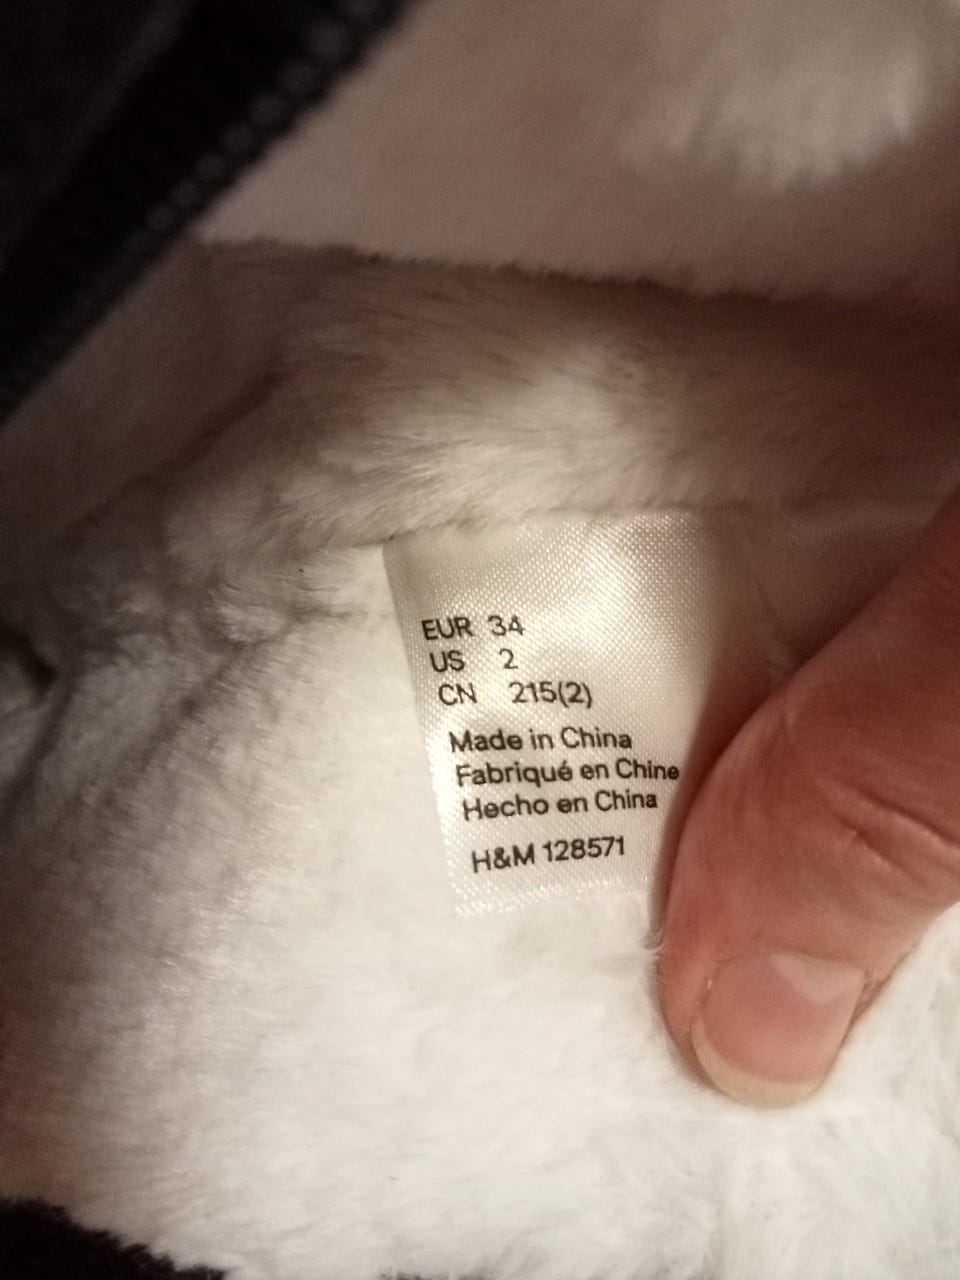 EUR 34
US 2
CN 215(2)
Made in China
Fabriqué en Chine
Hecho en China
H&M 128571